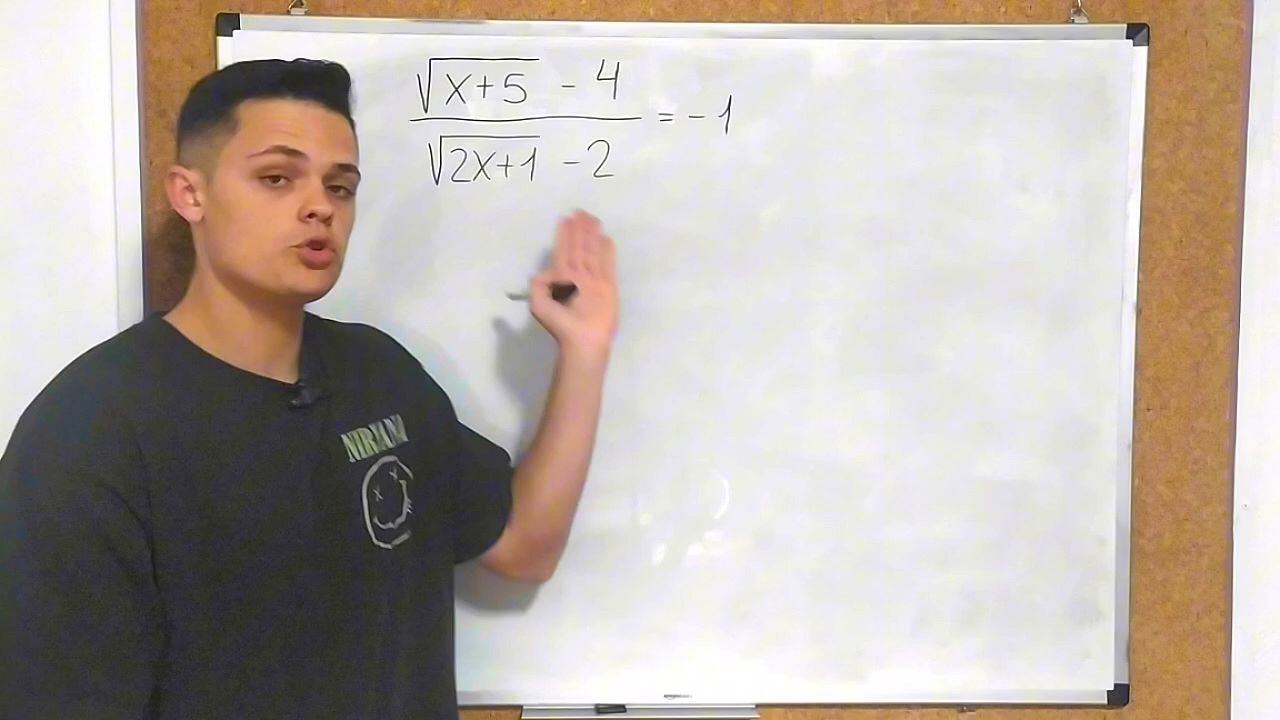 √x+5 - 4
= -1
√2x+1 - 2
NIRVANA